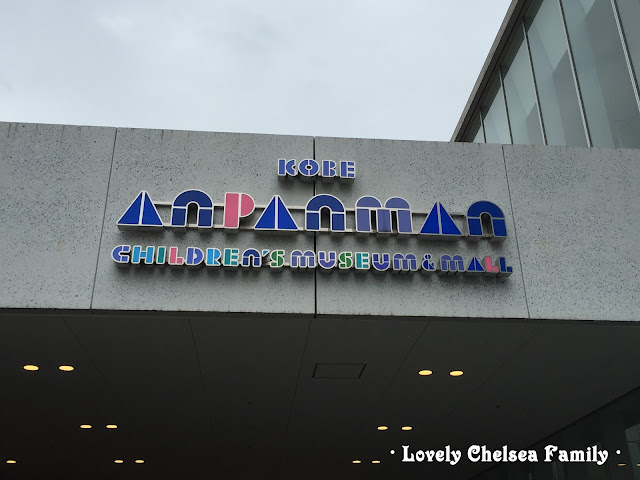 KOBE
ANPANMAN
CHILDREN'S MUSEUM & MALL
· Lovely Chelsea Family ·